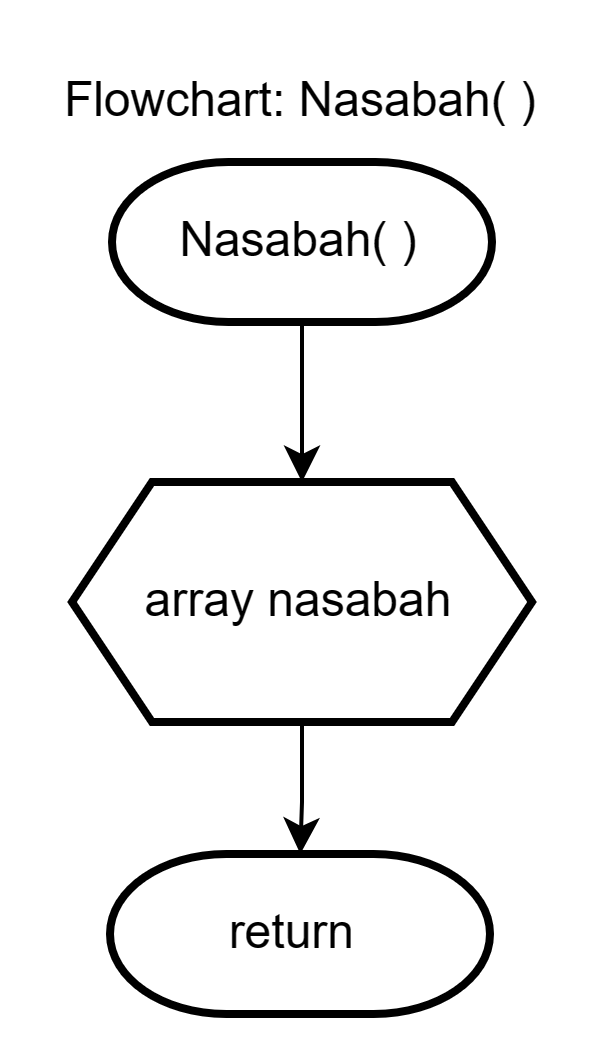 Flowchart: Nasabah( )
Nasabah( )
array nasabah
return